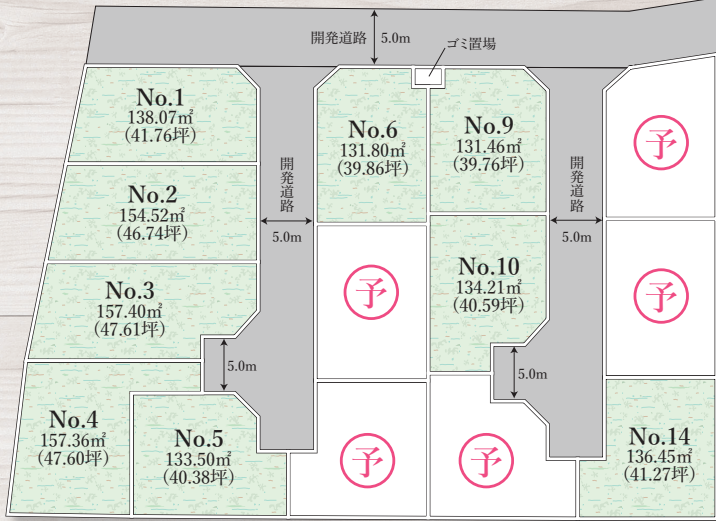 開発道路
5.0m
ゴミ置場
No.1
138.07㎡
(41.76坪)
No.6
131.80㎡
(39.86坪)
No.9
131.46㎡
(39.76坪)
予
開発道路
5.0m
開発道路
5.0m
No.2
154.52㎡
(46.74坪)
No.3
157.40㎡
(47.61坪)
予
No.10
134.21㎡
(40.59坪)
予
5.0m
5.0m
No.4
157.36㎡
(47.60坪)
No.5
133.50㎡
(40.38坪)
予
予
No.14
136.45㎡
(41.27坪)